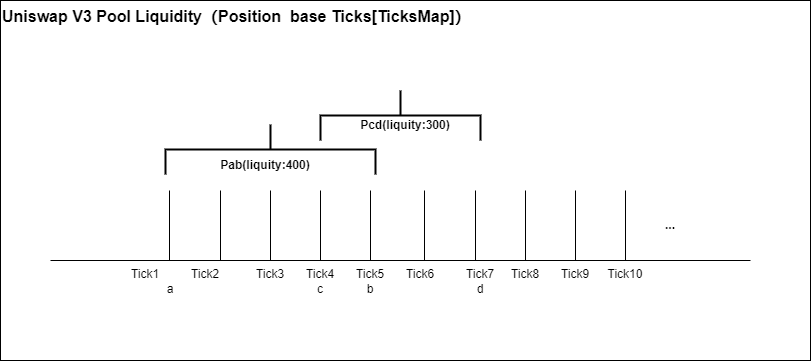 Uniswap V3 Pool Liquidity（Position base Ticks[TicksMap]）
Pcd(liquity:300)
Pab(liquity:400)
...
Tick1 Tick2 Tick3 Tick4 Tick5 Tick6 Tick7 Tick8 Tick9 Tick10
a c b d